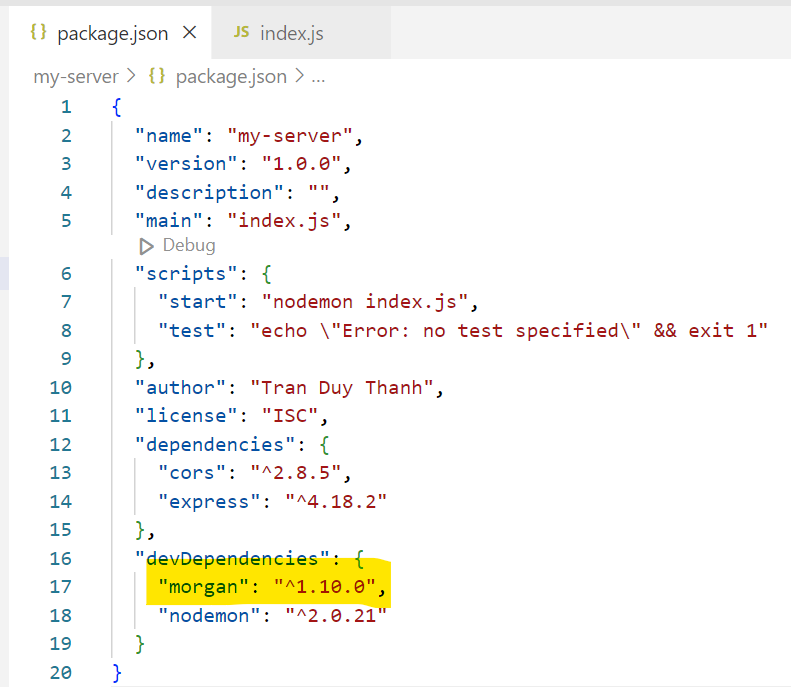 {} package.json × JS index.js
my-server > {} package.json > ...
1 {
2 "name": "my-server",
3 "version": "1.0.0",
4 "description": "",
5 "main": "index.js",
Debug
6 "scripts": {
7 "start": "nodemon index.js",
8 "test": "echo \"Error: no test specified\" && exit 1"
9 },
10 "author": "Tran Duy Thanh",
11 "license": "ISC",
12 "dependencies": {
13 "cors": "^2.8.5",
14 "express": "^4.18.2"
15 },
16 "devDependencies": {
17 "morgan": "^1.10.0",
18 "nodemon": "^2.0.21"
19 }
20 }